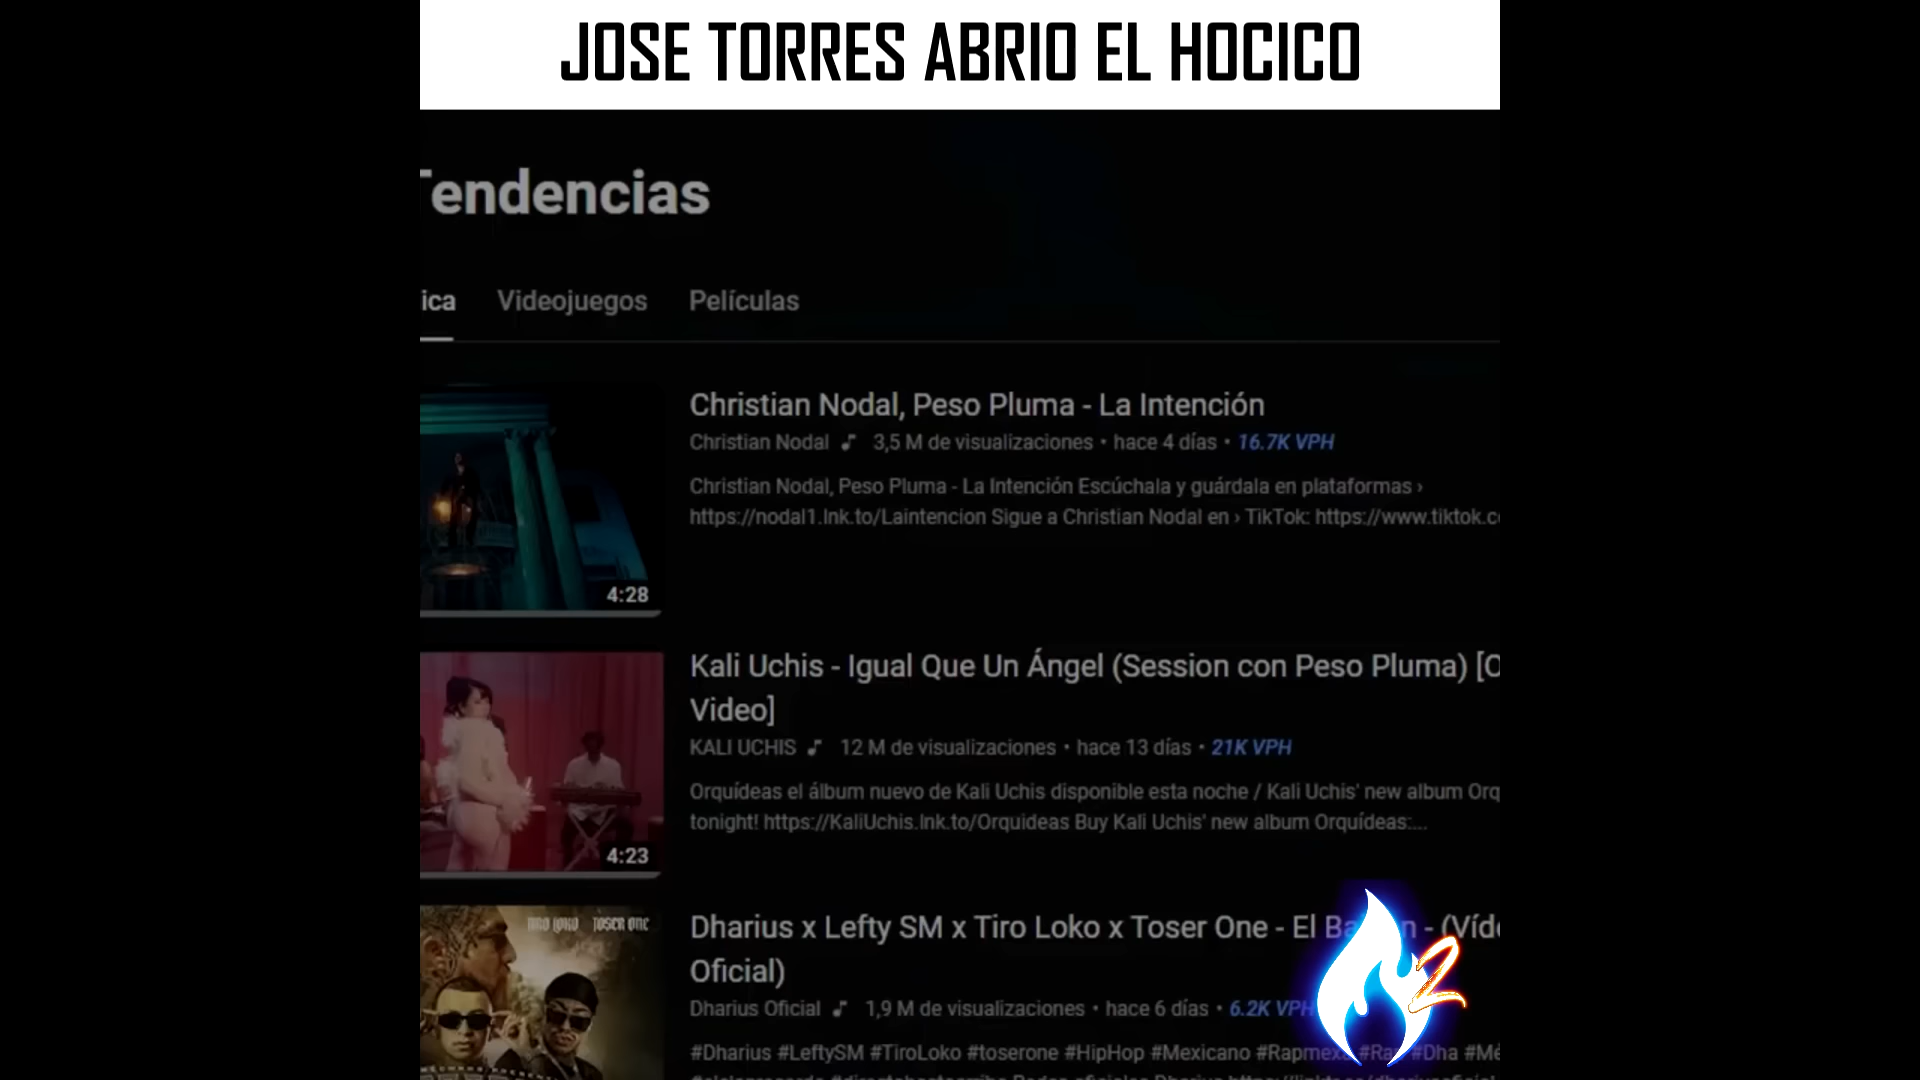 JOSE TORRES ABRIO EL HOCICO
Tendencias
ica Videojuegos Películas
Christian Nodal, Peso Pluma - La Intención
Christian Nodal 3,5 M de visualizaciones • hace 4 días • 16.7K VPH
Christian Nodal, Peso Pluma - La Intención Escúchala y guárdala en plataformas ›
https://nodal1.lnk.to/Laintencion Sigue a Christian Nodal en › TikTok: https://www.tiktok.c
4:28
Kali Uchis - Igual Que Un Ángel (Session con Peso Pluma) [O
Video]
KALI UCHIS 12 M de visualizaciones • hace 13 días • 21K VPH
Orquídeas el álbum nuevo de Kali Uchis disponible esta noche / Kali Uchis' new album Orq
tonight! https://KaliUchis.lnk.to/Orquideas Buy Kali Uchis' new album Orquídeas:...
4:23
TIRO LOKO TOSER ONE
Dharius x Lefty SM x Tiro Loko x Toser One - El Ba n - (Víde
Oficial)
Dharius Oficial 1,9 M de visualizaciones • hace 6 días • 6.2K VPH
#Dharius #LeftySM #TiroLoko #toserone #HipHop #Mexicano #Rapmex #Ra #Dha #Mé
2